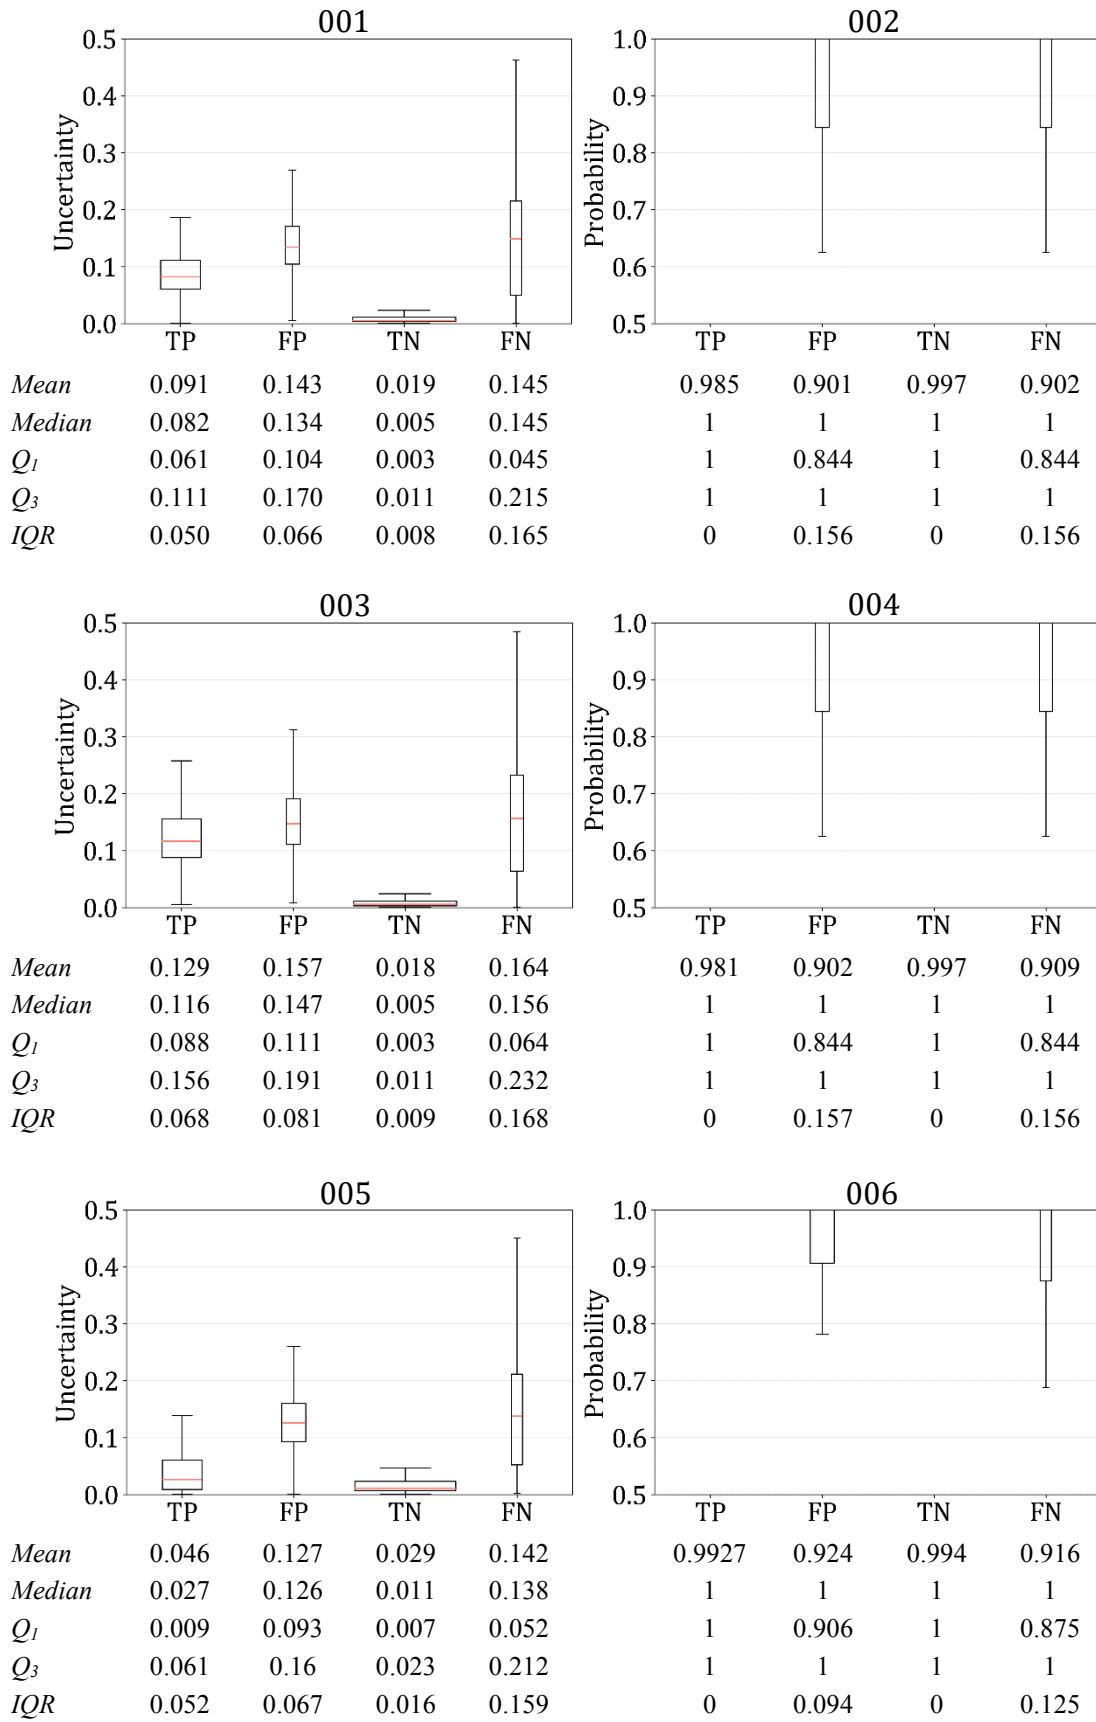 001 002
0.5 1.0
0.4 0.9
0.3 0.8
0.2 0.7
0.1 0.6
0.0 0.5
Uncertainty Probability
TP FP TN FN TP FP TN FN
Mean 0.091 0.143 0.019 0.145 0.985 0.901 0.997 0.902
Median 0.082 0.134 0.005 0.145 1 1 1 1
Q1 0.061 0.104 0.003 0.045 1 0.844 1 0.844
Q3 0.111 0.170 0.011 0.215 1 1 1 1
IQR 0.050 0.066 0.008 0.165 0 0.156 0 0.156
003 004
0.5 1.0
0.4 0.9
0.3 0.8
0.2 0.7
0.1 0.6
0.0 0.5
Uncertainty Probability
TP FP TN FN TP FP TN FN
Mean 0.129 0.157 0.018 0.164 0.981 0.902 0.997 0.909
Median 0.116 0.147 0.005 0.156 1 1 1 1
Q1 0.088 0.111 0.003 0.064 1 0.844 1 0.844
Q3 0.156 0.191 0.011 0.232 1 1 1 1
IQR 0.068 0.081 0.009 0.168 0 0.157 0 0.156
005 006
0.5 1.0
0.4 0.9
0.3 0.8
0.2 0.7
0.1 0.6
0.0 0.5
Uncertainty Probability
TP FP TN FN TP FP TN FN
Mean 0.046 0.127 0.029 0.142 0.9927 0.924 0.994 0.916
Median 0.027 0.126 0.011 0.138 1 1 1 1
Q1 0.009 0.093 0.007 0.052 1 0.906 1 0.875
Q3 0.061 0.16 0.023 0.212 1 1 1 1
IQR 0.052 0.067 0.016 0.159 0 0.094 0 0.125